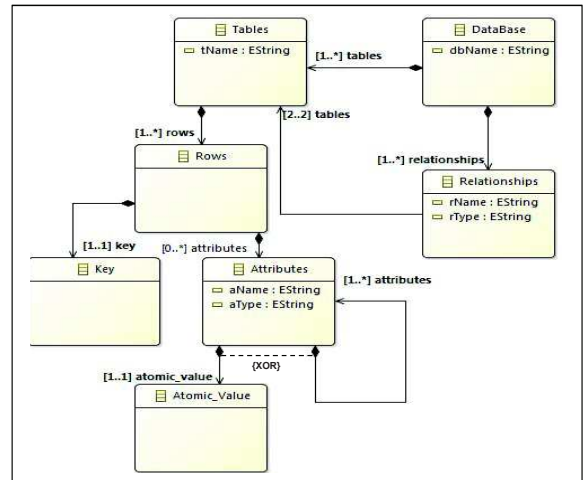 Tables
tName : EString
DataBase
dbName : EString
[1..*] tables
[2..2] tables
[1..*] rows
[1..*] relationships
Rows
Relationships
rName : EString
rType : EString
[1..1] key
[0..*] attributes
Key
Attributes
aName : EString
aType : EString
[1..*] attributes
{XOR}
[1..1] atomic_value
Atomic_Value